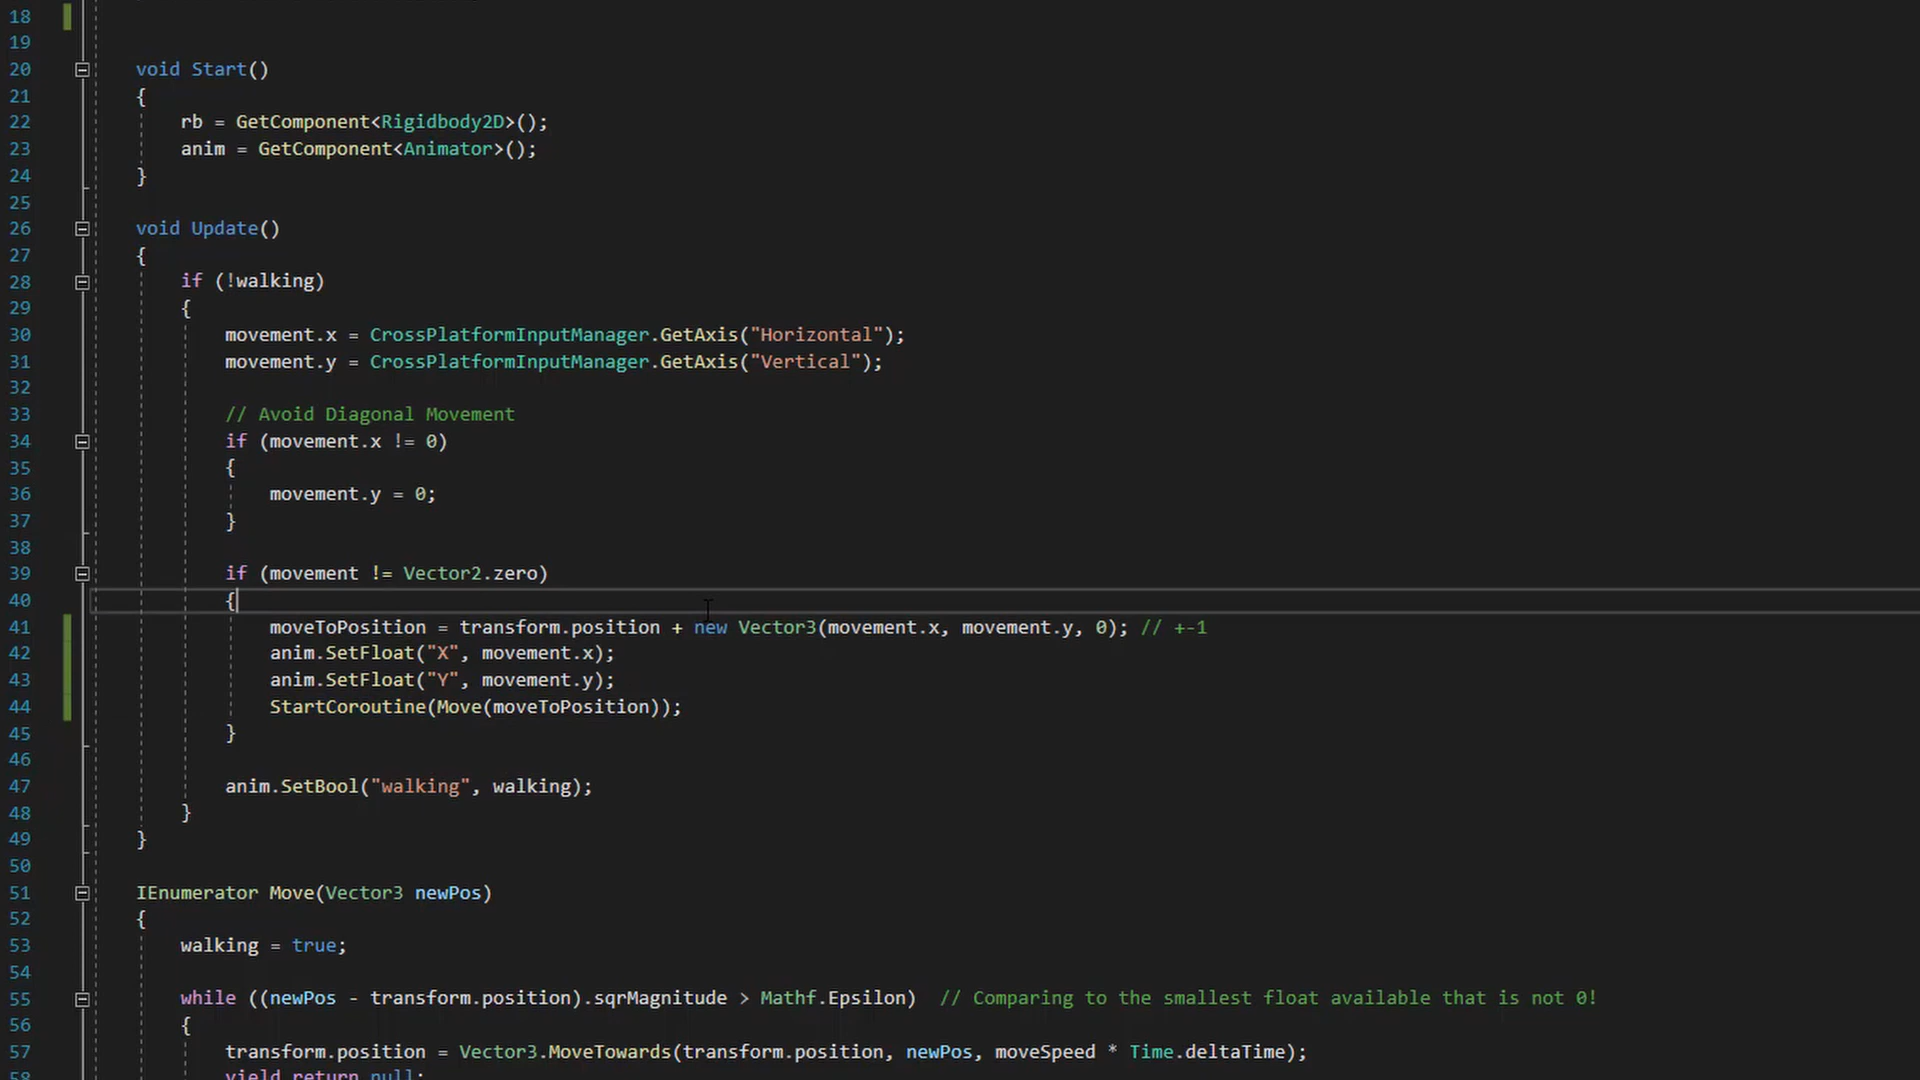 18
19
20 void Start()
21 {
22 rb = GetComponent<Rigidbody2D>();
23 anim = GetComponent<Animator>();
24 }
25
26 void Update()
27 {
28 if (!walking)
29 {
30 movement.x = CrossPlatformInputManager.GetAxis("Horizontal");
31 movement.y = CrossPlatformInputManager.GetAxis("Vertical");
32
33 // Avoid Diagonal Movement
34 if (movement.x != 0)
35 {
36 movement.y = 0;
37 }
38
39 if (movement != Vector2.zero)
40 {
41 moveToPosition = transform.position + new Vector3(movement.x, movement.y, 0); // +-1
42 anim.SetFloat("X", movement.x);
43 anim.SetFloat("Y", movement.y);
44 StartCoroutine(Move(moveToPosition));
45 }
46
47 anim.SetBool("walking", walking);
48 }
49 }
50
51 IEnumerator Move(Vector3 newPos)
52 {
53 walking = true;
54
55 while ((newPos - transform.position).sqrMagnitude > Mathf.Epsilon) // Comparing to the smallest float available that is not 0!
56 {
57 transform.position = Vector3.MoveTowards(transform.position, newPos, moveSpeed * Time.deltaTime);
58 yield return null;